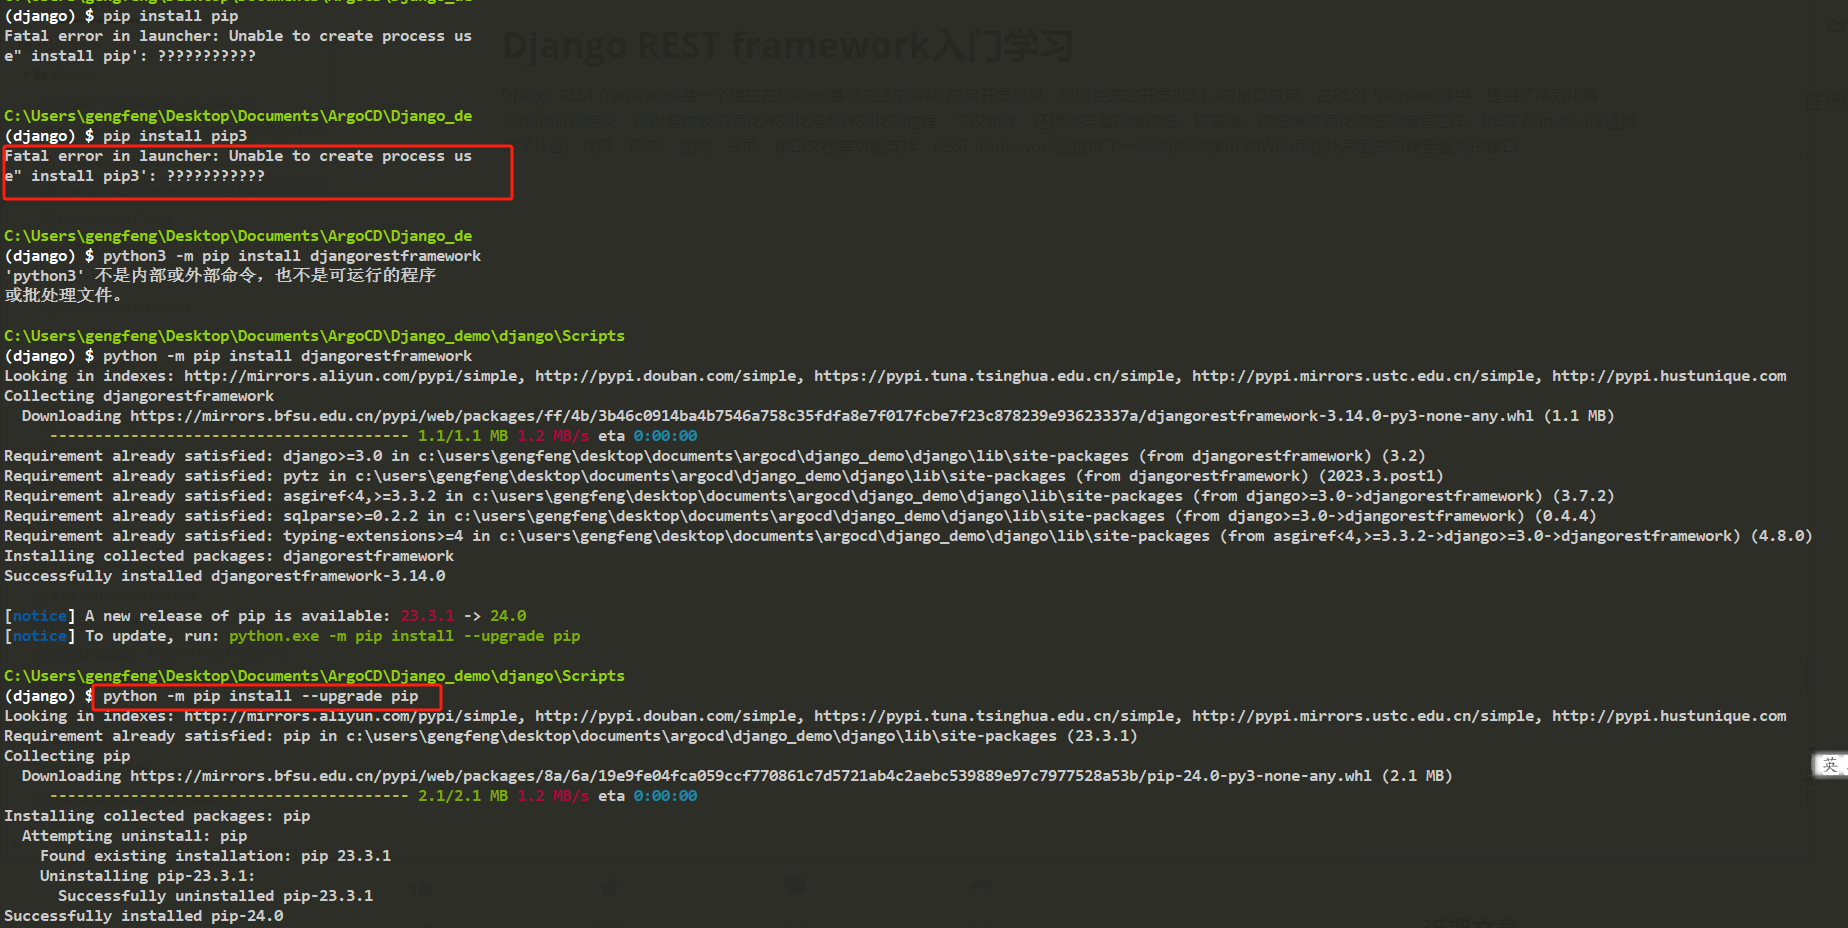 (django) $ pip install pip
Fatal error in launcher: Unable to create process us
e" install pip': ???????????
C:\Users\gengfeng\Desktop\Documents\ArgoCD\Django_de
(django) $ pip install pip3
Fatal error in launcher: Unable to create process us
e" install pip3': ???????????
C:\Users\gengfeng\Desktop\Documents\ArgoCD\Django_de
(django) $ python3 -m pip install djangorestframework
'python3' 不是内部或外部命令，也不是可运行的程序
或批处理文件。
C:\Users\gengfeng\Desktop\Documents\ArgoCD\Django_demo\django\Scripts
(django) $ python -m pip install djangorestframework
Looking in indexes: http://mirrors.aliyun.com/pypi/simple, http://pypi.douban.com/simple, https://pypi.tuna.tsinghua.edu.cn/simple, http://pypi.mirrors.ustc.edu.cn/simple, http://pypi.hustunique.com
Collecting djangorestframework
Downloading https://mirrors.bfsu.edu.cn/pypi/web/packages/ff/4b/3b46c0914ba4b7546a758c35fdfa8e7f017fcbe7f23c878239e93623337a/djangorestframework-3.14.0-py3-none-any.whl (1.1 MB)
---------------------------------------- 1.1/1.1 MB 1.2 MB/s eta 0:00:00
Requirement already satisfied: django>=3.0 in c:\users\gengfeng\desktop\documents\argocd\django_demo\django\lib\site-packages (from djangorestframework) (3.2)
Requirement already satisfied: pytz in c:\users\gengfeng\desktop\documents\argocd\django_demo\django\lib\site-packages (from djangorestframework) (2023.3.post1)
Requirement already satisfied: asgiref<4,>=3.3.2 in c:\users\gengfeng\desktop\documents\argocd\django_demo\django\lib\site-packages (from django>=3.0->djangorestframework) (3.7.2)
Requirement already satisfied: sqlparse>=0.2.2 in c:\users\gengfeng\desktop\documents\argocd\django_demo\django\lib\site-packages (from django>=3.0->djangorestframework) (0.4.4)
Requirement already satisfied: typing-extensions>=4 in c:\users\gengfeng\desktop\documents\argocd\django_demo\django\lib\site-packages (from asgiref<4,>=3.3.2->django>=3.0->djangorestframework) (4.8.0)
Installing collected packages: djangorestframework
Successfully installed djangorestframework-3.14.0
[notice] A new release of pip is available: 23.3.1 -> 24.0
[notice] To update, run: python.exe -m pip install --upgrade pip
C:\Users\gengfeng\Desktop\Documents\ArgoCD\Django_demo\django\Scripts
(django) $ python -m pip install --upgrade pip
Looking in indexes: http://mirrors.aliyun.com/pypi/simple, http://pypi.douban.com/simple, https://pypi.tuna.tsinghua.edu.cn/simple, http://pypi.mirrors.ustc.edu.cn/simple, http://pypi.hustunique.com
Requirement already satisfied: pip in c:\users\gengfeng\desktop\documents\argocd\django_demo\django\lib\site-packages (23.3.1)
Collecting pip
Downloading https://mirrors.bfsu.edu.cn/pypi/web/packages/8a/6a/19e9fe04fca059ccf770861c7d5721ab4c2aebc539889e97c7977528a53b/pip-24.0-py3-none-any.whl (2.1 MB)
---------------------------------------- 2.1/2.1 MB 1.2 MB/s eta 0:00:00
英
Installing collected packages: pip
Attempting uninstall: pip
Found existing installation: pip 23.3.1
Uninstalling pip-23.3.1:
Successfully uninstalled pip-23.3.1
Successfully installed pip-24.0
Django REST framework入门学习